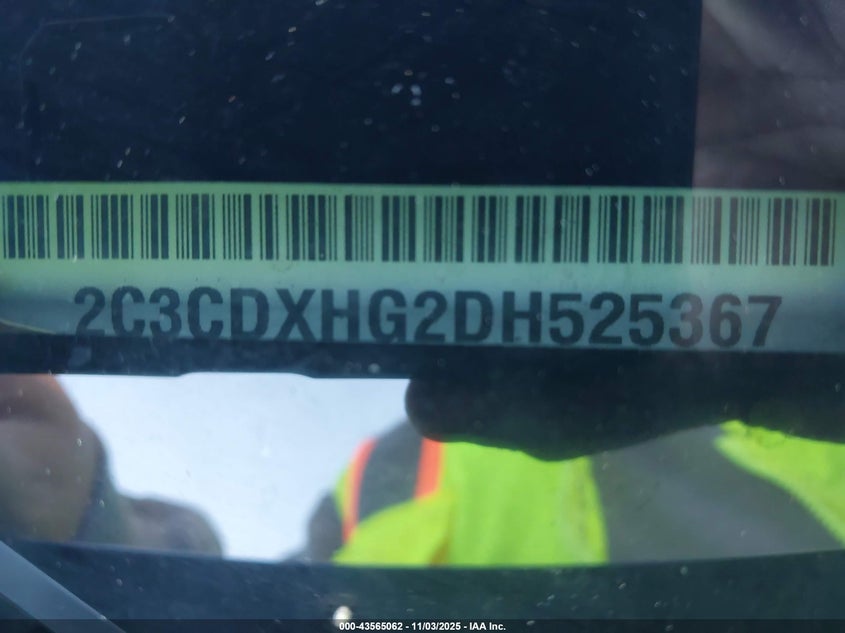 2C3CDXHG2DH525367
000-43565062 - 11/03/2025 - IAA Inc.